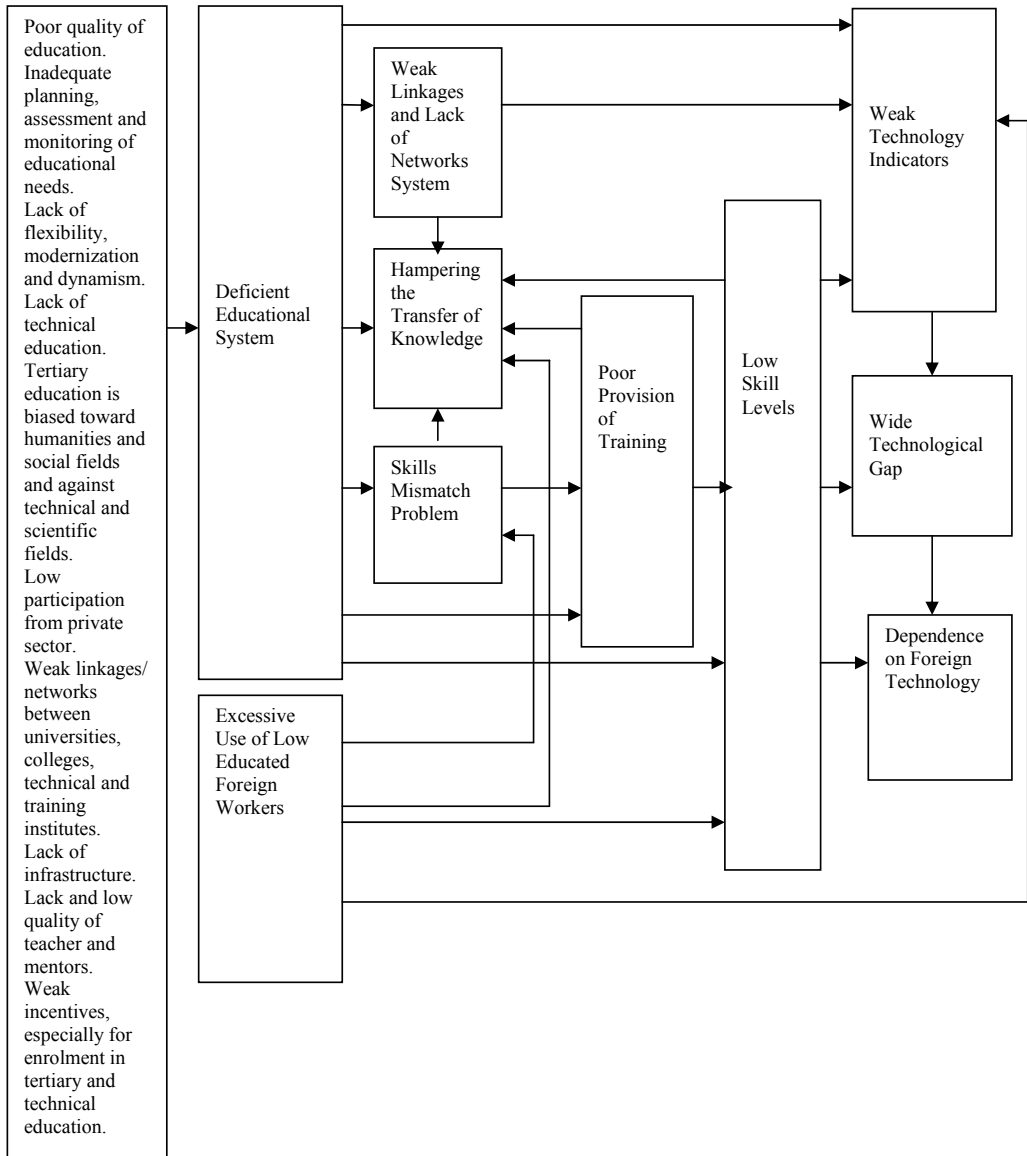 Poor quality of
education.
Inadequate
planning,
assessment and
monitoring of
educational
needs.
Lack of
flexibility,
modernization
and dynamism.
Lack of
technical
education.
Tertiary
education is
biased toward
humanities and
social fields
and against
technical and
scientific
fields.
Low
participation
from private
sector.
Weak linkages/
networks
between
universities,
colleges,
technical and
training
institutes.
Lack of
infrastructure.
Lack and low
quality of
teacher and
mentors.
Weak
incentives,
especially for
enrolment in
tertiary and
technical
education.
Deficient
Educational
System
Excessive
Use of Low
Educated
Foreign
Workers
Weak
Linkages
and Lack
of
Networks
System
Hampering
the
Transfer of
Knowledge
Skills
Mismatch
Problem
Poor
Provision
of
Training
Low
Skill
Levels
Weak
Technology
Indicators
Wide
Technological
Gap
Dependence
on Foreign
Technology